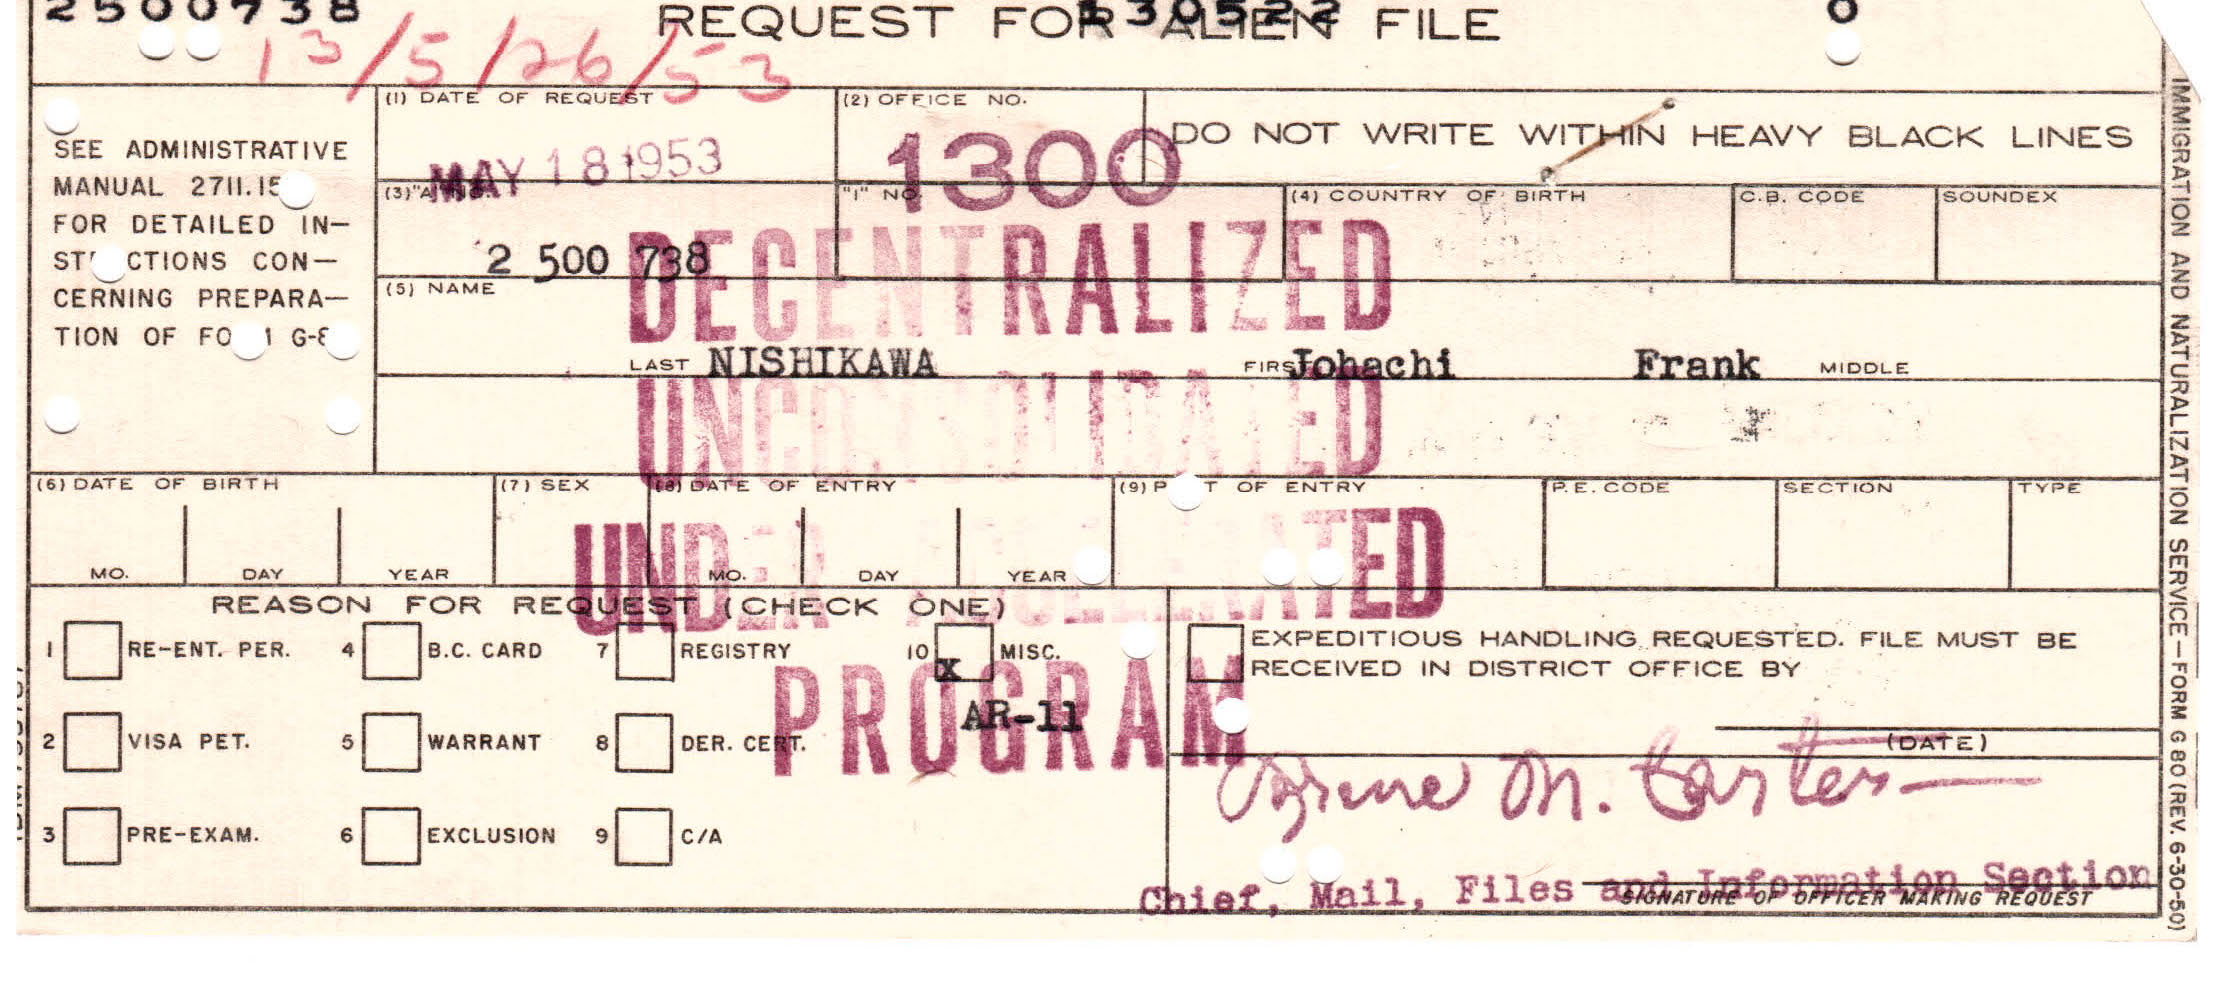 2500738 130522 0
REQUEST FOR ALIEN FILE
13/5/26/53
(1) DATE OF REQUEST
MAY 18 1953
(2) OFFICE NO.
1300
DO NOT WRITE WITHIN HEAVY BLACK LINES
SEE ADMINISTRATIVE
MANUAL 2711.15
FOR DETAILED IN-
STRUCTIONS CON-
CERNING PREPARA-
TION OF FORM G-8
(3) "A" NO.
2 500 738
"I" NO.
(4) COUNTRY OF BIRTH
C.B. CODE
SOUNDEX
(5) NAME
LAST NISHIKAWA FIRST Johachi Frank MIDDLE
DECENTRALIZED
UNCONSOLIDATED
UNDER ACCELERATED
PROGRAM
(6) DATE OF BIRTH
MO. DAY YEAR
(7) SEX
(8) DATE OF ENTRY
MO. DAY YEAR
(9) PORT OF ENTRY
P.E. CODE
SECTION
TYPE
REASON FOR REQUEST (CHECK ONE)
1 RE-ENT. PER. 4 B.C. CARD 7 REGISTRY 10 X MISC.
AR-11
2 VISA PET. 5 WARRANT 8 DER. CERT.
3 PRE-EXAM. 6 EXCLUSION 9 C/A
EXPEDITIOUS HANDLING REQUESTED. FILE MUST BE
RECEIVED IN DISTRICT OFFICE BY
(DATE)
M. Carter
Chief, Mail, Files and Information Section
SIGNATURE OF OFFICER MAKING REQUEST
IMMIGRATION AND NATURALIZATION SERVICE—FORM G 80 (REV. 6-30-50)